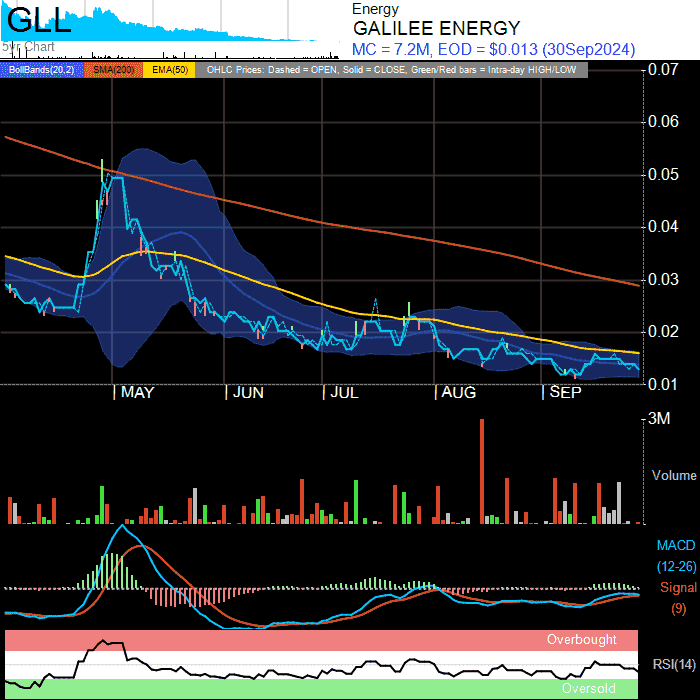 GLL
5yr Chart
Energy
GALILEE ENERGY
MC = 7.2M, EOD = $0.013 (30Sep2024)
BollBands(20,2) SMA(200) EMA(50) OHLC Prices: Dashed = OPEN, Solid = CLOSE, Green/Red bars = Intra-day HIGH/LOW
0.07
0.06
0.05
0.04
0.03
0.02
0.01
MAY JUN JUL AUG SEP
3M
Volume
MACD
(12-26)
Signal
(9)
Overbought
RSI(14)
Oversold